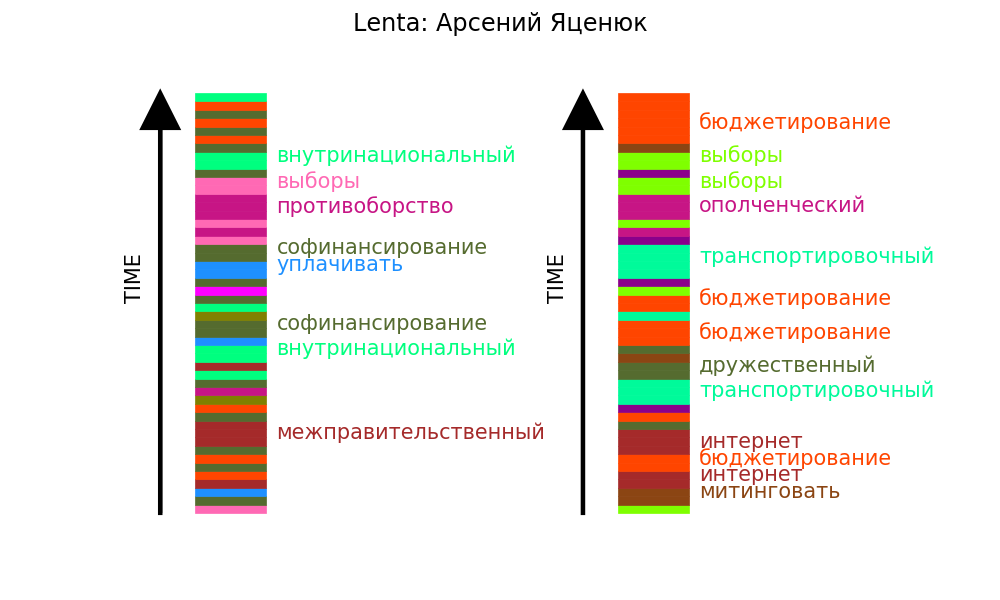 Lenta: Арсений Яценюк
TIME
внутринациональный
выборы
противоборство
софинансирование
уплачивать
софинансирование
внутринациональный
межправительственный
TIME
бюджетирование
выборы
выборы
ополченческий
транспортировочный
бюджетирование
бюджетирование
дружественный
транспортировочный
интернет
бюджетирование
интернет
митинговать